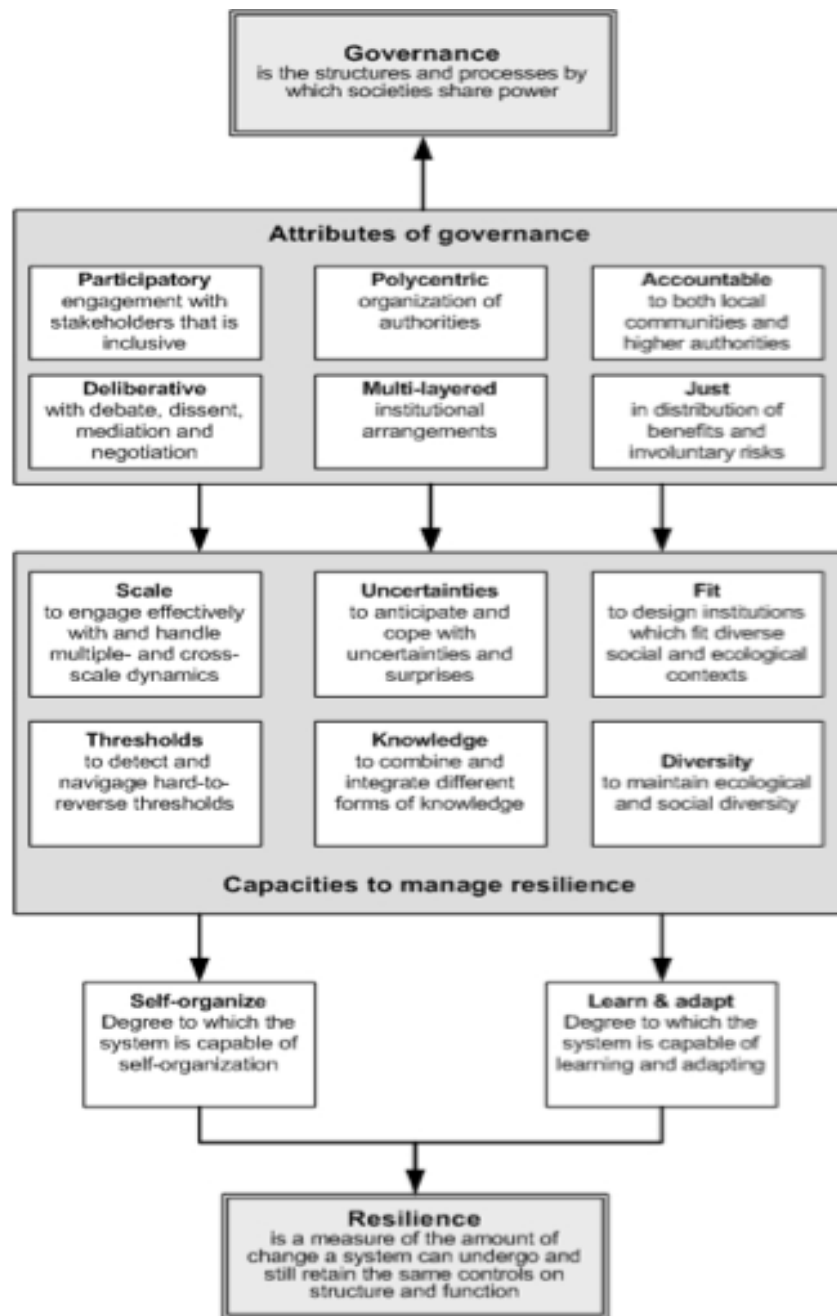 Governance
is the structures and processes by
which societies share power
Attributes of governance
Participatory
engagement with
stakeholders that is
inclusive
Polycentric
organization of
authorities
Accountable
to both local
communities and
higher authorities
Deliberative
with debate, dissent,
mediation and
negotiation
Multi-layered
institutional
arrangements
Just
in distribution of
benefits and
involuntary risks
Scale
to engage effectively
with and handle
multiple- and cross-
scale dynamics
Uncertainties
to anticipate and
cope with
uncertainties and
surprises
Fit
to design institutions
which fit diverse
social and ecological
contexts
Thresholds
to detect and
navigage hard-to-
reverse thresholds
Knowledge
to combine and
integrate different
forms of knowledge
Diversity
to maintain ecological
and social diversity
Capacities to manage resilience
Self-organize
Degree to which the
system is capable of
self-organization
Learn & adapt
Degree to which the
system is capable of
learning and adapting
Resilience
is a measure of the amount of
change a system can undergo and
still retain the same controls on
structure and function